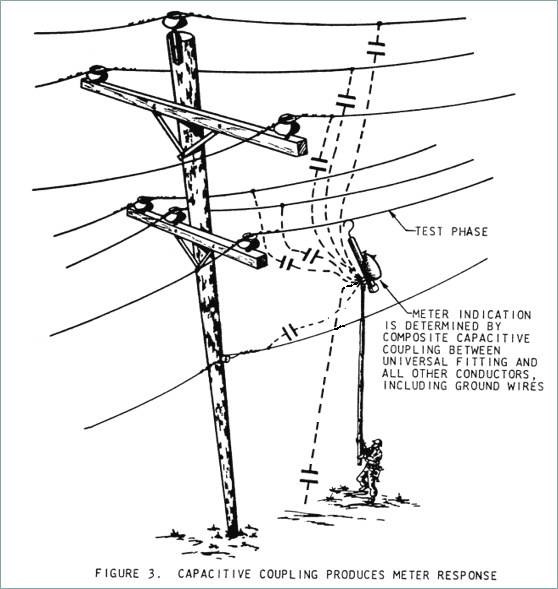 TEST PHASE
METER INDICATION
IS DETERMINED BY
COMPOSITE CAPACITIVE
COUPLING BETWEEN
UNIVERSAL FITTING AND
ALL OTHER CONDUCTORS,
INCLUDING GROUND WIRES
FIGURE 3. CAPACITIVE COUPLING PRODUCES METER RESPONSE